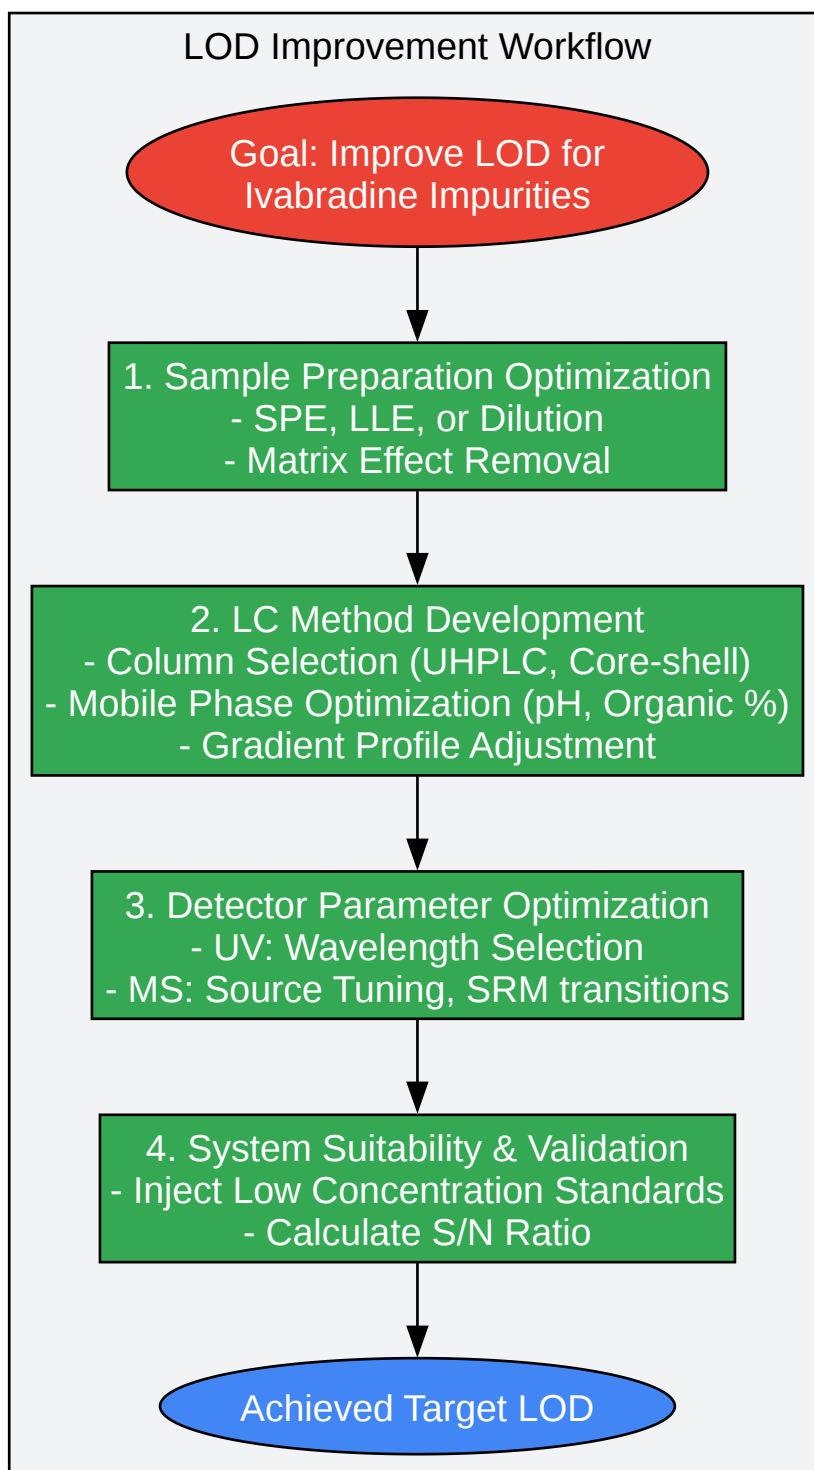 LOD Improvement Workflow
Goal: Improve LOD for
Ivabradine Impurities
1. Sample Preparation Optimization
- SPE, LLE, or Dilution
- Matrix Effect Removal
2. LC Method Development
- Column Selection (UHPLC, Core-shell)
- Mobile Phase Optimization (pH, Organic %)
- Gradient Profile Adjustment
3. Detector Parameter Optimization
- UV: Wavelength Selection
- MS: Source Tuning, SRM transitions
4. System Suitability & Validation
- Inject Low Concentration Standards
- Calculate S/N Ratio
Achieved Target LOD